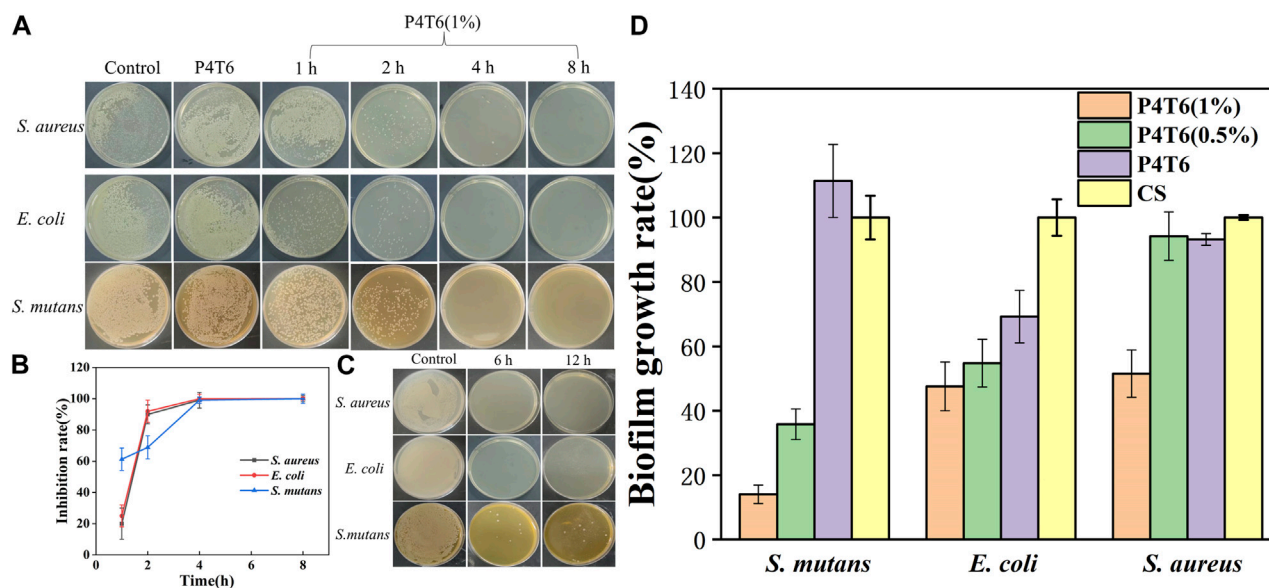 A
P4T6(1%)
Control P4T6 1 h 2 h 4 h 8 h
S. aureus
E. coli
S. mutans
B
120
100
80
60
40
20
0
0 2 4 6 8
Inhibition rate(%)
Time(h)
S. aureus
E. coli
S. mutans
C
Control 6 h 12 h
S. aureus
E. coli
S.mutans
D
140
120
100
80
60
40
20
0
Biofilm growth rate(%)
P4T6(1%)
P4T6(0.5%)
P4T6
CS
S. mutans E. coli S. aureus